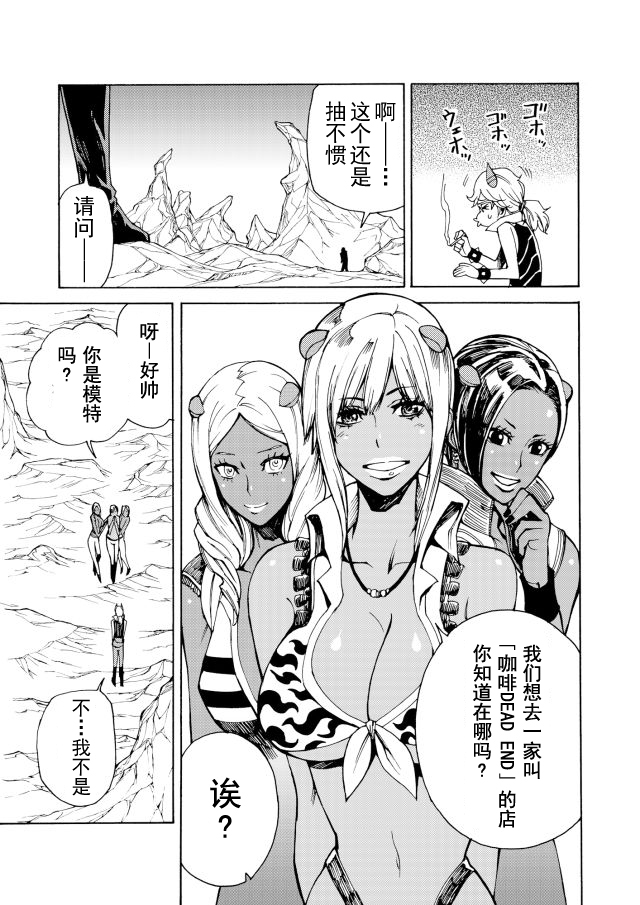 ゴホッ
ゴホッ
ウェホッ
啊——…
这个还是
抽不惯
请问——
我们想去一家叫
「咖啡DEAD END」的店
你知道在哪吗?
诶?
呀—好帅
你是模特
吗?
不…我不是